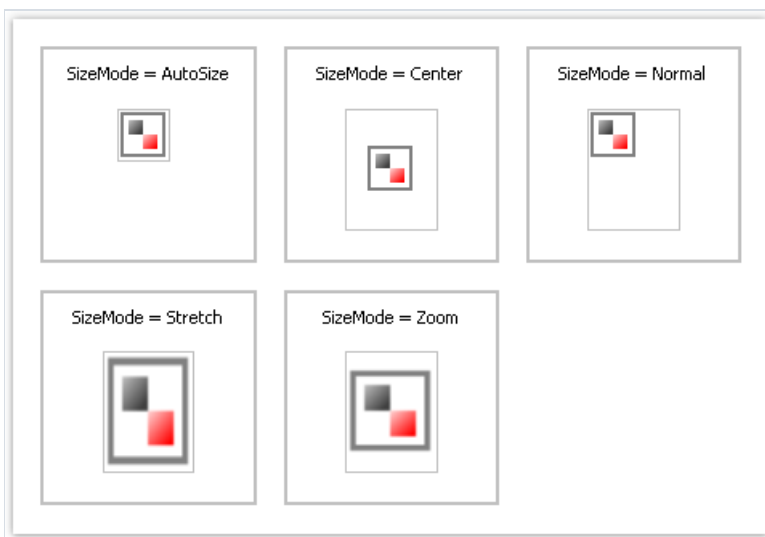 SizeMode = AutoSize
SizeMode = Center
SizeMode = Normal
SizeMode = Stretch
SizeMode = Zoom